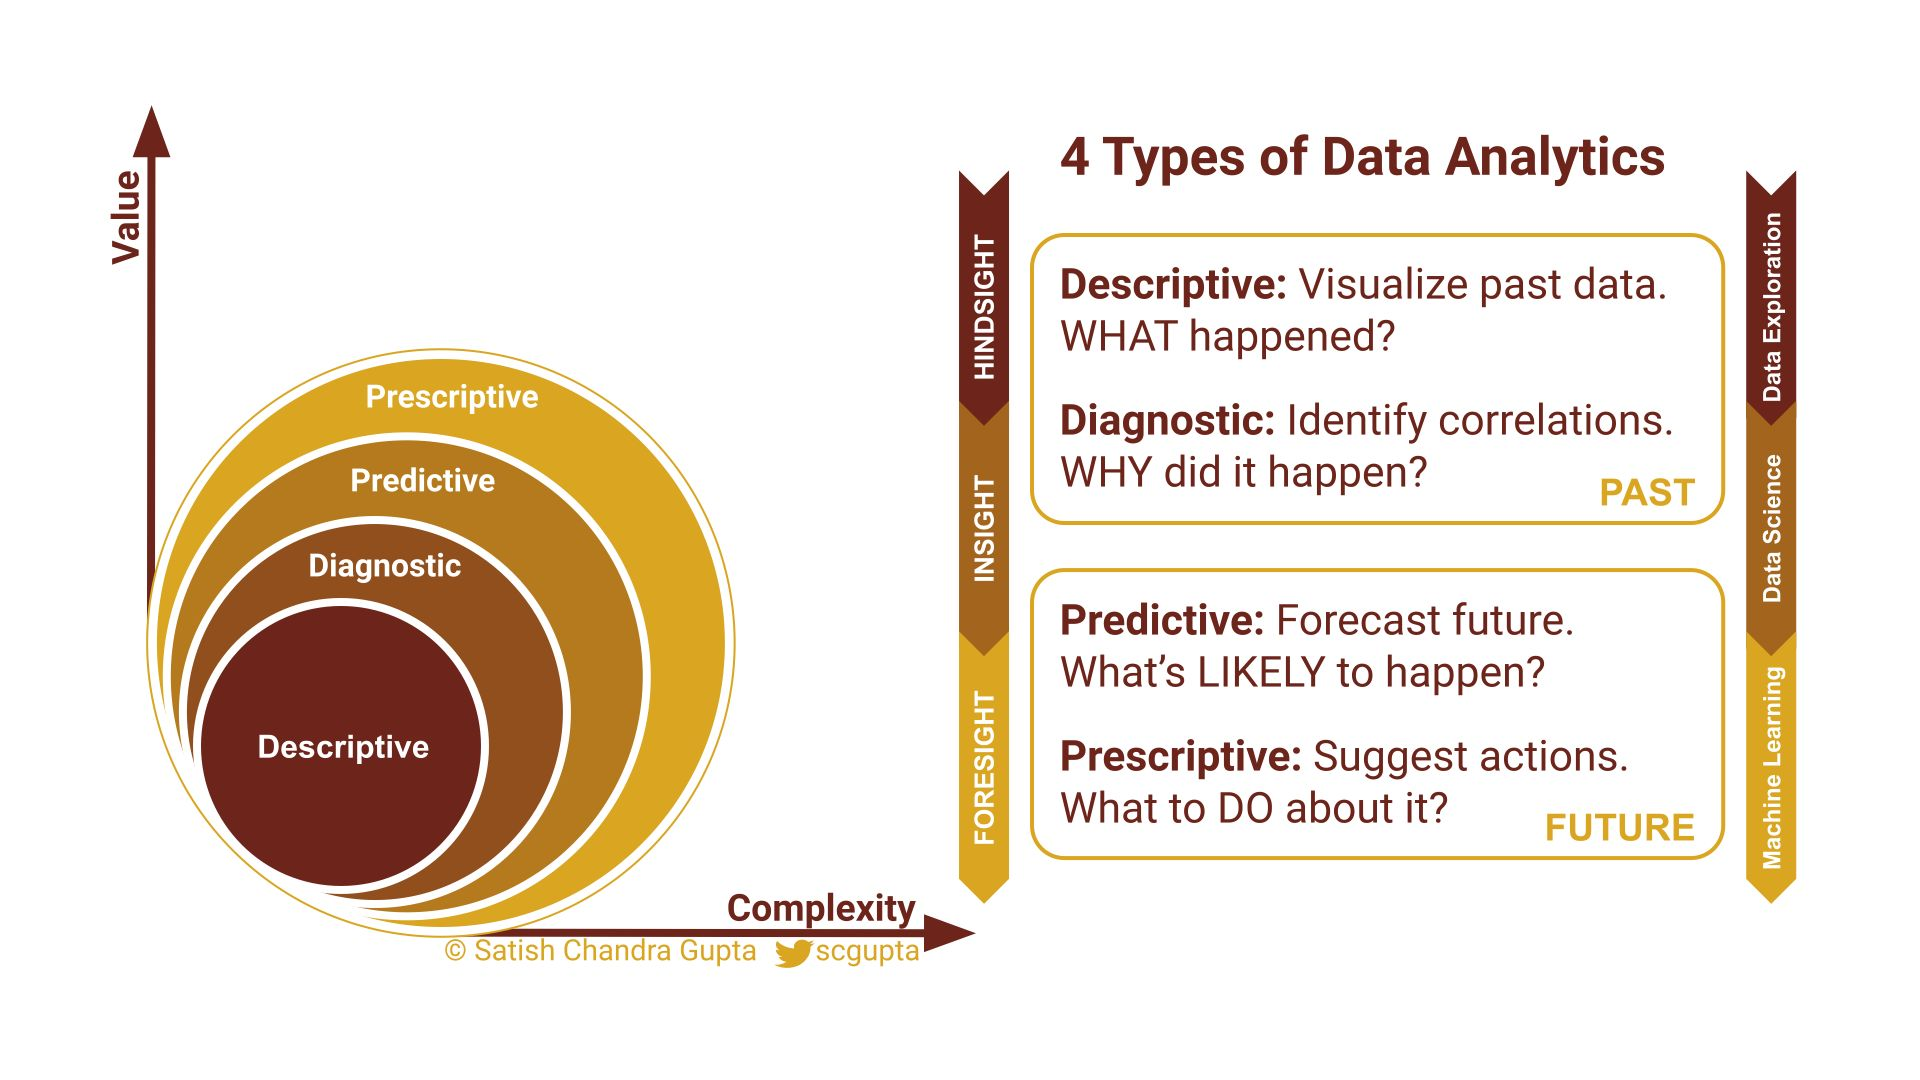 Value
Prescriptive
Predictive
Diagnostic
Descriptive
Complexity
© Satish Chandra Gupta scgupta
4 Types of Data Analytics
HINDSIGHT
INSIGHT
FORESIGHT
Descriptive: Visualize past data.
WHAT happened?
Diagnostic: Identify correlations.
WHY did it happen?
PAST
Predictive: Forecast future.
What’s LIKELY to happen?
Prescriptive: Suggest actions.
What to DO about it?
FUTURE
Data Exploration
Data Science
Machine Learning